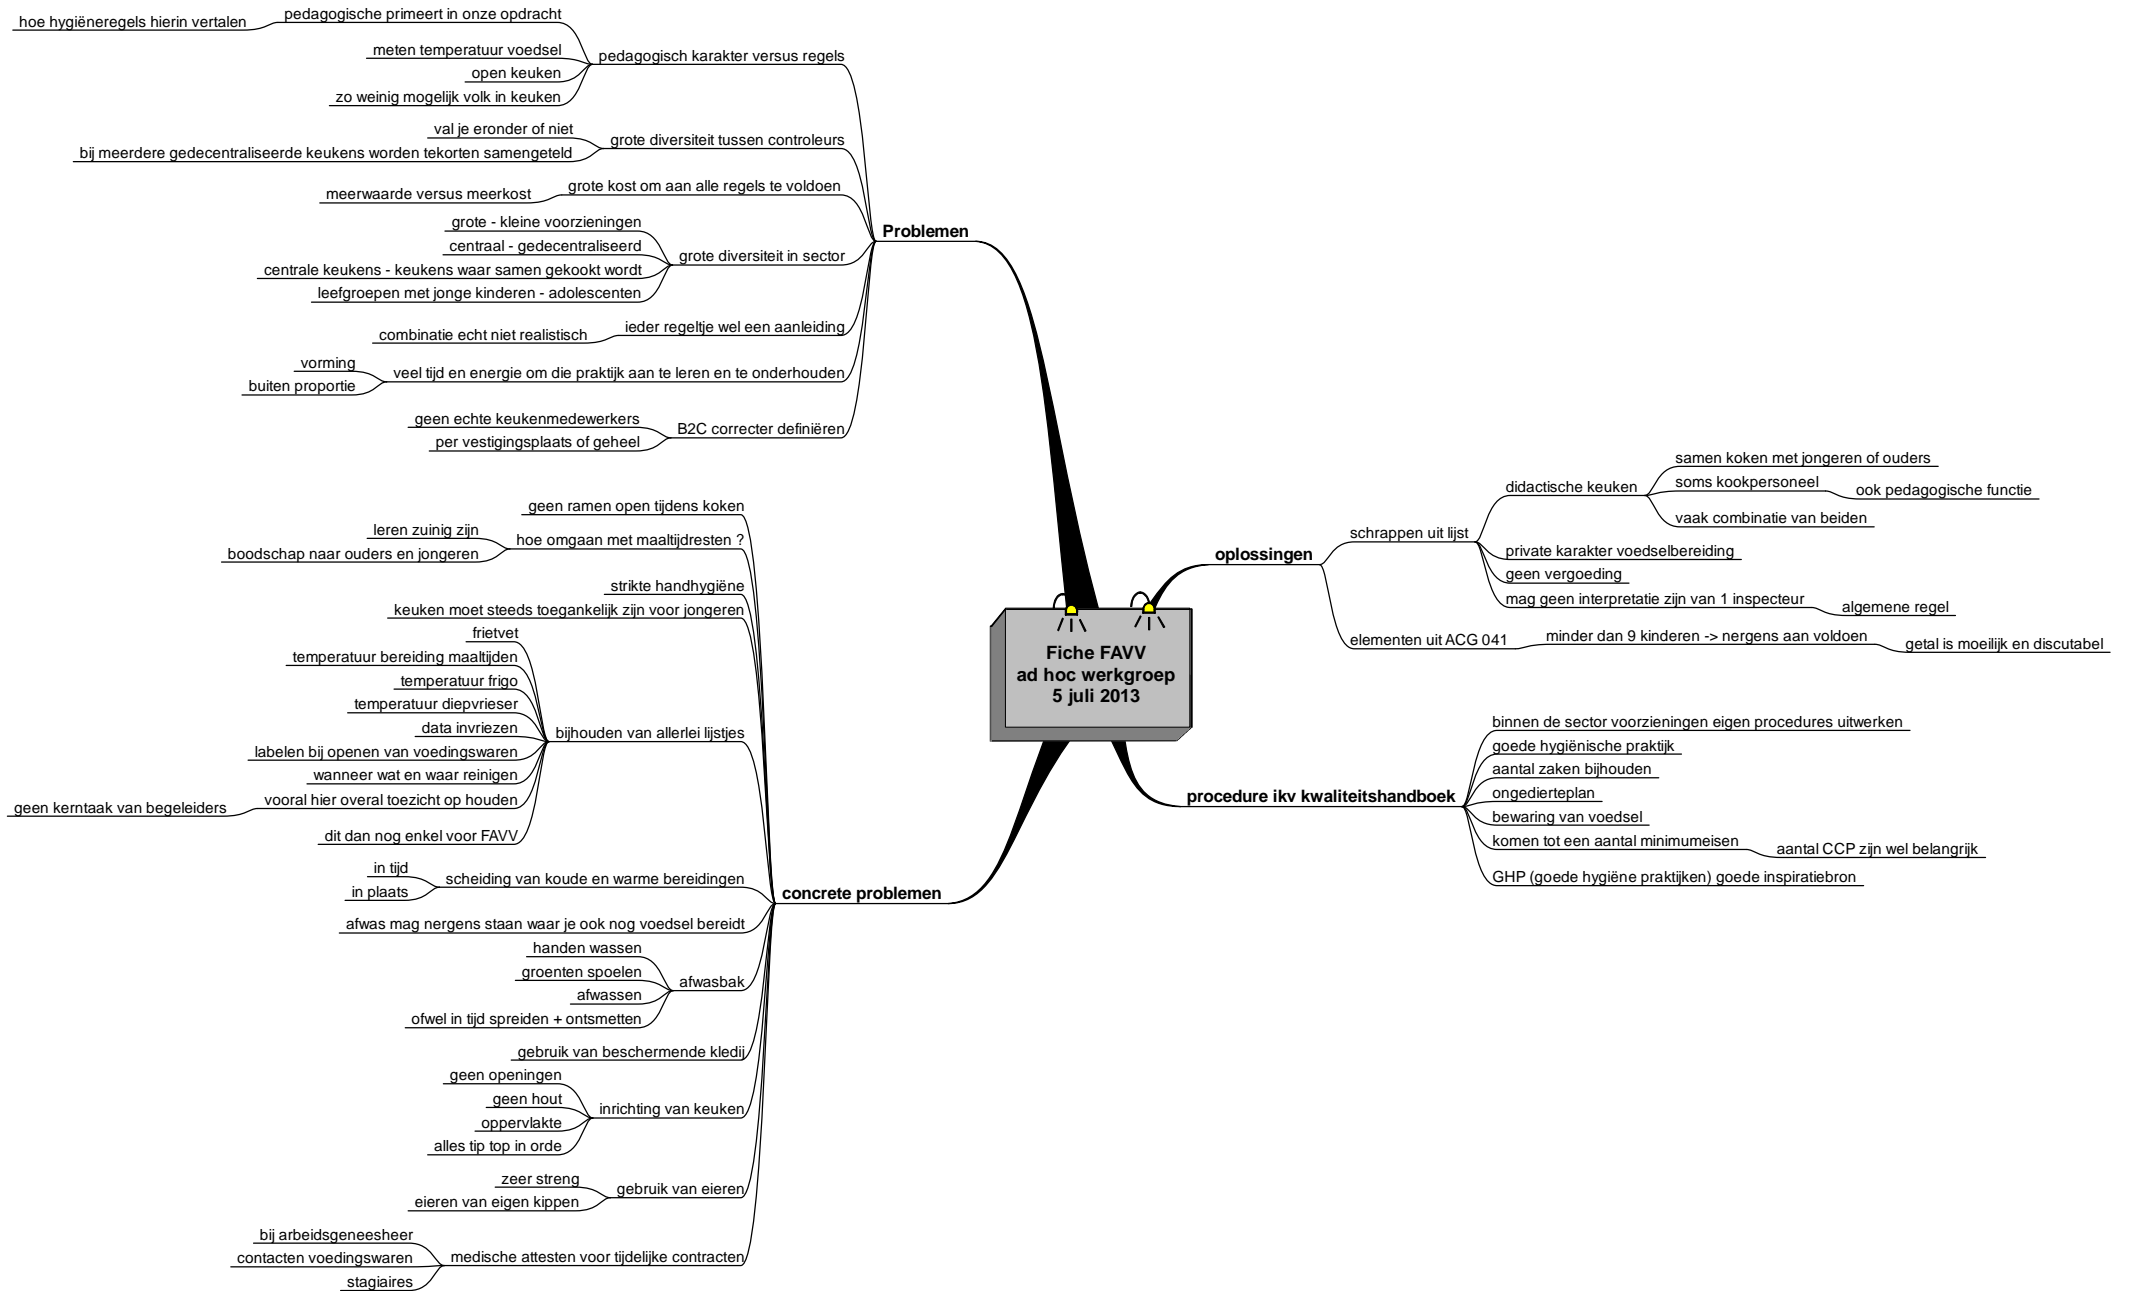 Fiche FAVV
ad hoc werkgroep
5 juli 2013
Problemen
pedagogisch karakter versus regels
pedagogische primeert in onze opdracht
hoe hygiëneregels hierin vertalen
meten temperatuur voedsel
open keuken
zo weinig mogelijk volk in keuken
grote diversiteit tussen controleurs
val je eronder of niet
bij meerdere gedecentraliseerde keukens worden tekorten samengeteld
grote kost om aan alle regels te voldoen
meerwaarde versus meerkost
grote diversiteit in sector
grote - kleine voorzieningen
centraal - gedecentraliseerd
centrale keukens - keukens waar samen gekookt wordt
leefgroepen met jonge kinderen - adolescenten
ieder regeltje wel een aanleiding
combinatie echt niet realistisch
veel tijd en energie om die praktijk aan te leren en te onderhouden
vorming
buiten proportie
B2C correcter definiëren
geen echte keukenmedewerkers
per vestigingsplaats of geheel
concrete problemen
geen ramen open tijdens koken
hoe omgaan met maaltijdresten ?
leren zuinig zijn
boodschap naar ouders en jongeren
strikte handhygiëne
keuken moet steeds toegankelijk zijn voor jongeren
bijhouden van allerlei lijstjes
frietvet
temperatuur bereiding maaltijden
temperatuur frigo
temperatuur diepvrieser
data invriezen
labelen bij openen van voedingswaren
wanneer wat en waar reinigen
vooral hier overal toezicht op houden
geen kerntaak van begeleiders
dit dan nog enkel voor FAVV
scheiding van koude en warme bereidingen
in tijd
in plaats
afwas mag nergens staan waar je ook nog voedsel bereidt
afwasbak
handen wassen
groenten spoelen
afwassen
ofwel in tijd spreiden + ontsmetten
gebruik van beschermende kledij
inrichting van keuken
geen openingen
geen hout
oppervlakte
alles tip top in orde
gebruik van eieren
zeer streng
eieren van eigen kippen
medische attesten voor tijdelijke contracten
bij arbeidsgeneesheer
contacten voedingswaren
stagiaires
oplossingen
schrappen uit lijst
didactische keuken
samen koken met jongeren of ouders
soms kookpersoneel
ook pedagogische functie
vaak combinatie van beiden
private karakter voedselbereiding
geen vergoeding
mag geen interpretatie zijn van 1 inspecteur
algemene regel
elementen uit ACG 041
minder dan 9 kinderen -> nergens aan voldoen
getal is moeilijk en discutabel
procedure ikv kwaliteitshandboek
binnen de sector voorzieningen eigen procedures uitwerken
goede hygiënische praktijk
aantal zaken bijhouden
ongedierteplan
bewaring van voedsel
komen tot een aantal minimumeisen
aantal CCP zijn wel belangrijk
GHP (goede hygiëne praktijken) goede inspiratiebron